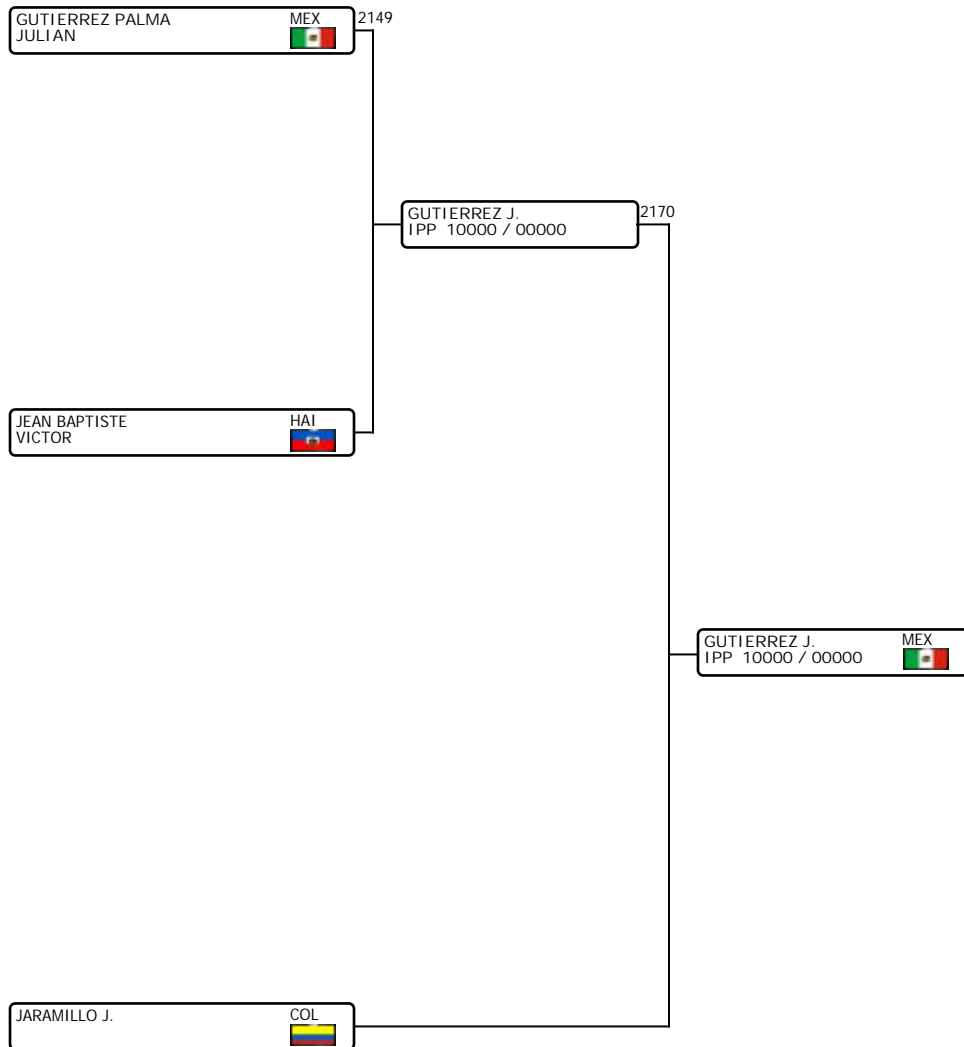 GUTIERREZ PALMA MEX 2149
JULIAN
GUTIERREZ J. 2170
IPP 10000 / 00000
JEAN BAPTISTE HAI
VICTOR
GUTIERREZ J. MEX
IPP 10000 / 00000
JARAMILLO J. COL